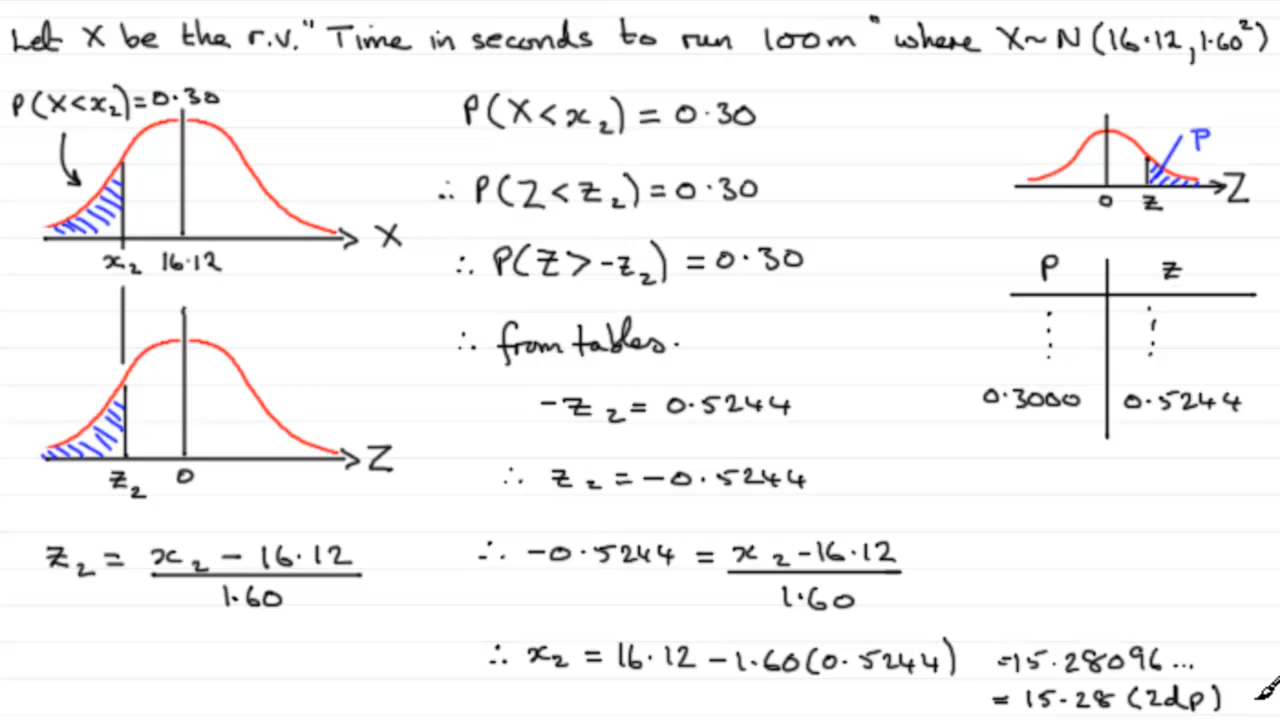 Let X be the r.v. "Time in seconds to run 100m" where X~N(16.12, 1.60²)
P(X<x₂)=0.30
x₂ 16.12 X
z₂ 0 Z
z₂ = (x₂ - 16.12)/1.60
P(X<x₂) = 0.30
∴ P(Z<z₂) = 0.30
∴ P(Z>-z₂) = 0.30
∴ from tables.
-z₂ = 0.5244
∴ z₂ = -0.5244
∴ -0.5244 = (x₂ - 16.12)/1.60
∴ x₂ = 16.12 - 1.60(0.5244) = 15.28096...
= 15.28 (2dp)
P
0 z Z
P z
0.3000 0.5244